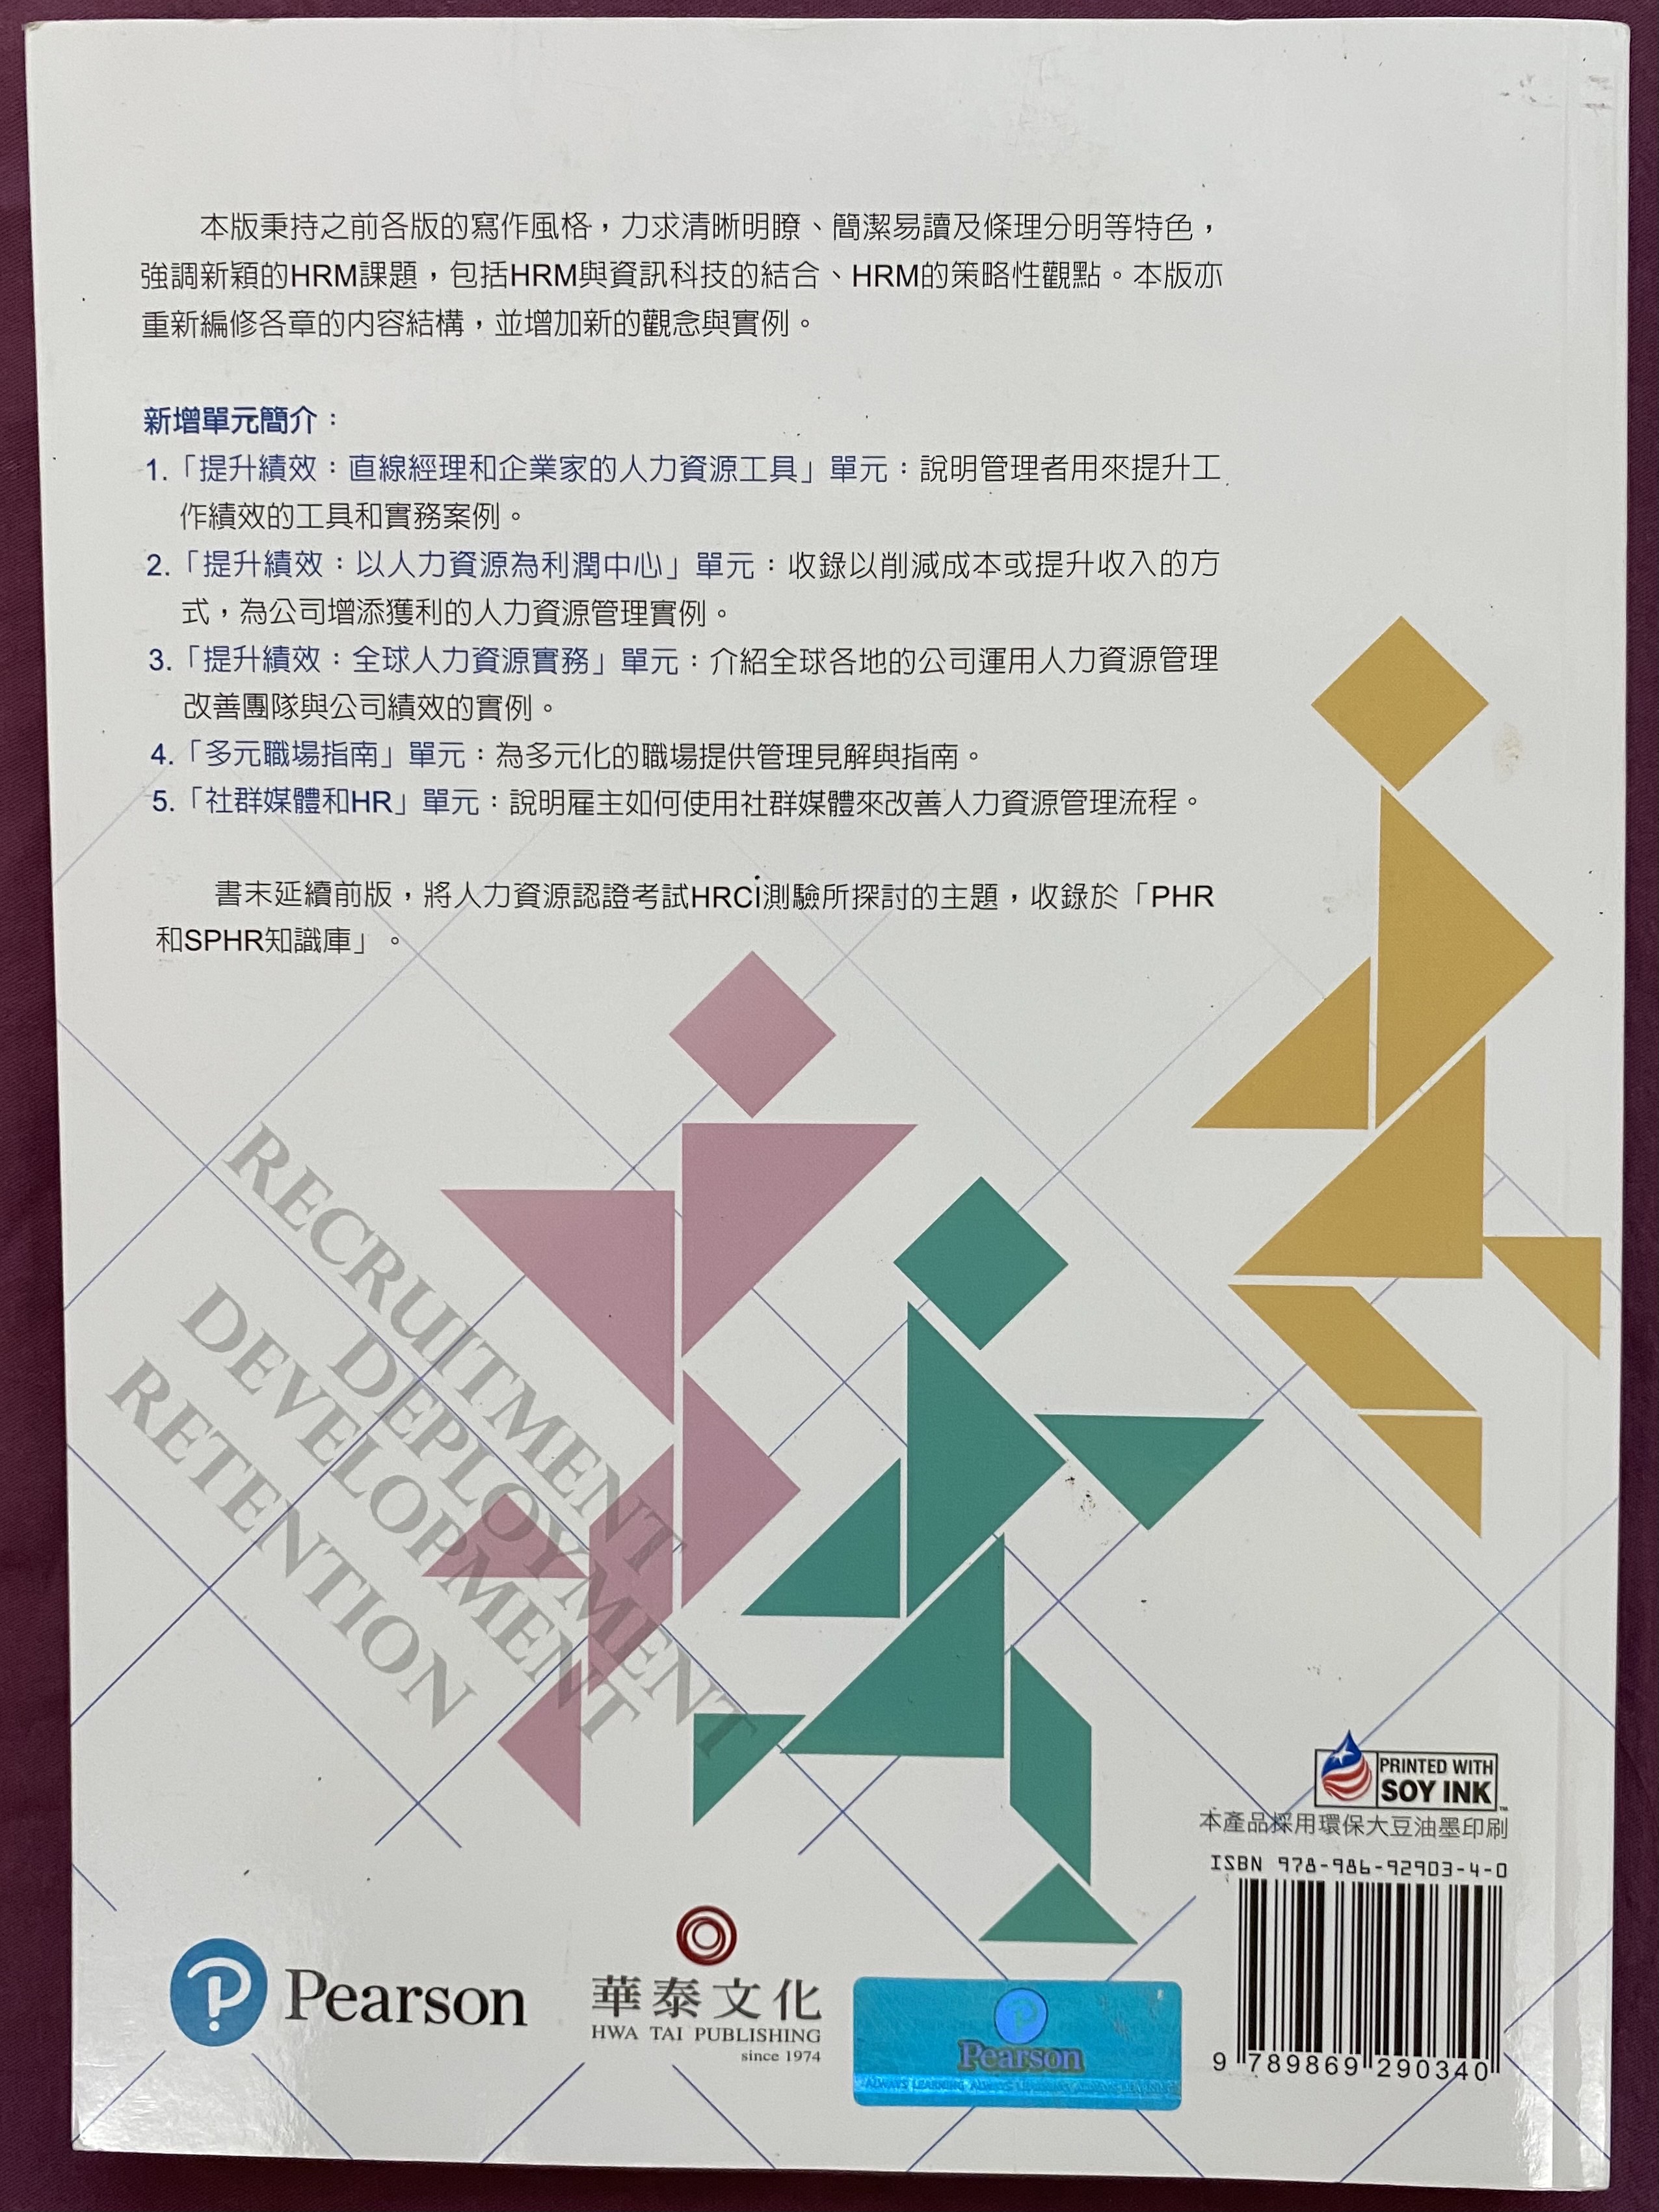 本版秉持之前各版的寫作風格，力求清晰明瞭、簡潔易讀及條理分明等特色，
強調新穎的HRM課題，包括HRM與資訊科技的結合、HRM的策略性觀點。本版亦
重新編修各章的內容結構，並增加新的觀念與實例。
新增單元簡介：
1.「提升績效：直線經理和企業家的人力資源工具」單元：說明管理者用來提升工
作績效的工具和實務案例。
2.「提升績效：以人力資源為利潤中心」單元：收錄以削減成本或提升收入的方
式，為公司增添獲利的人力資源管理實例。
3.「提升績效：全球人力資源實務」單元：介紹全球各地的公司運用人力資源管理
改善團隊與公司績效的實例。
4.「多元職場指南」單元：為多元化的職場提供管理見解與指南。
5.「社群媒體和HR」單元：說明雇主如何使用社群媒體來改善人力資源管理流程。
書末延續前版，將人力資源認證考試HRCi測驗所探討的主題，收錄於「PHR
和SPHR知識庫」。
RECRUITMENT
DEPLOYMENT
DEVELOPMENT
RETENTION
PRINTED WITH
SOY INK™
本產品採用環保大豆油墨印刷
ISBN 978-986-92903-4-0
9 789869 290340
Pearson
華泰文化
HWA TAI PUBLISHING
since 1974
Pearson
ALWAYS LEARNING ALWAYS LEARNING